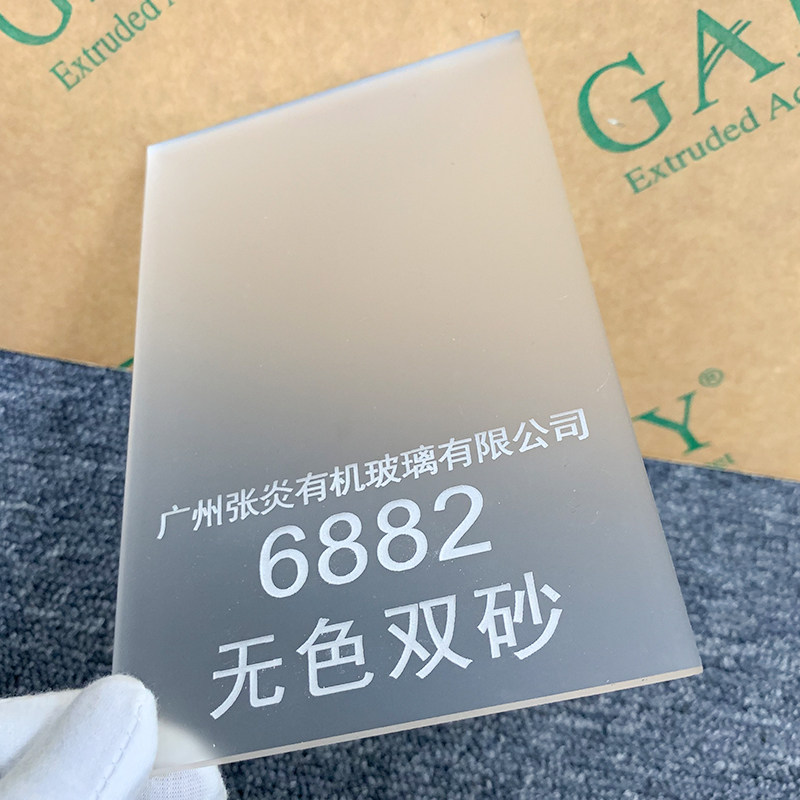 Extruded
GA
Extruded
Y®
广州张炎有机玻璃有限公司
6882
无色双砂